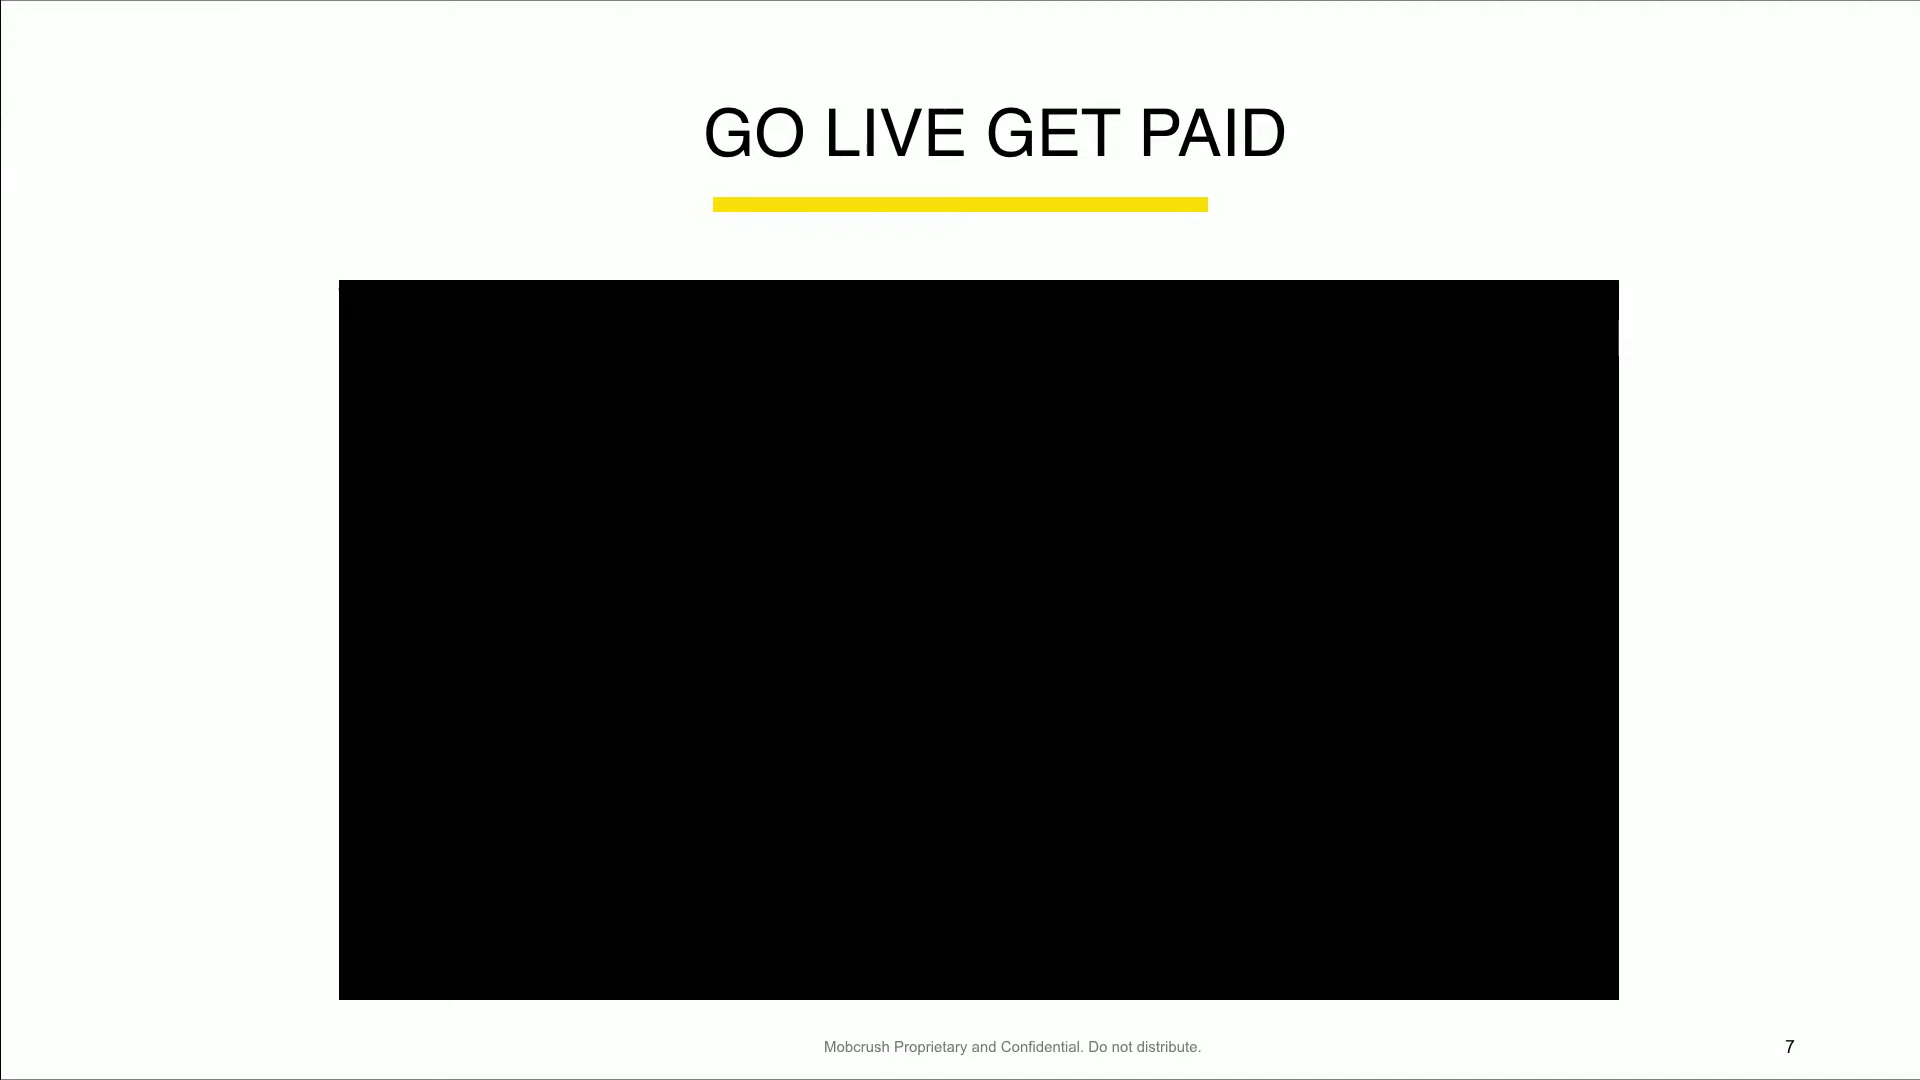 GO LIVE GET PAID
Mobcrush Proprietary and Confidential. Do not distribute.
7